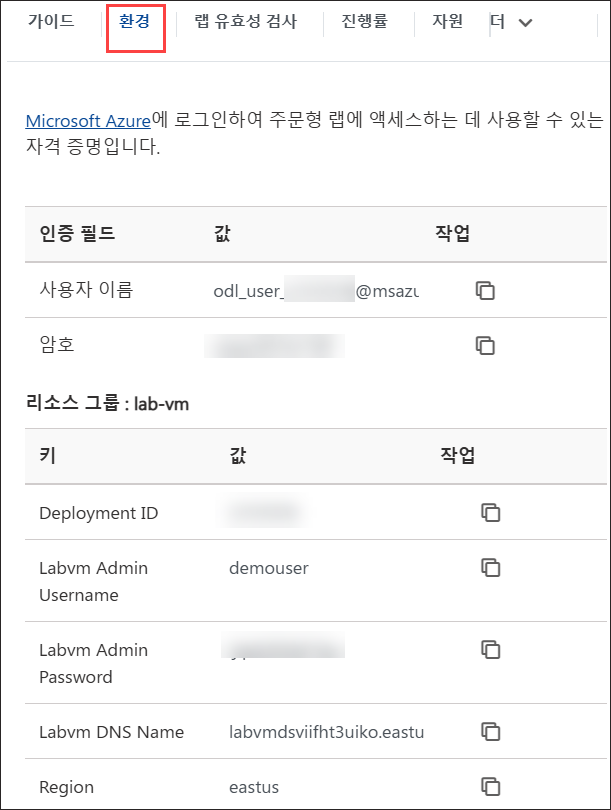 가이드 환경 랩 유효성 검사 진행률 자원 더
Microsoft Azure에 로그인하여 주문형 랩에 액세스하는 데 사용할 수 있는
자격 증명입니다.
인증 필드 값 작업
사용자 이름 odl_user_ @msazu
암호
리소스 그룹 : lab-vm
키 값 작업
Deployment ID
Labvm Admin demouser
Username
Labvm Admin
Password
Labvm DNS Name labvmdsviifht3uiko.eastu
Region eastus